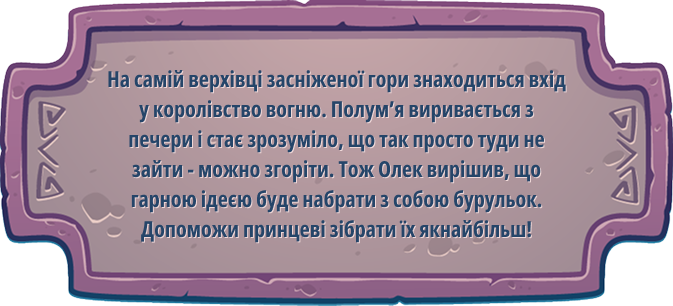 На самій верхівці засніженої гори знаходиться вхід
у королівство вогню. Полум’я виривається з
печери і стає зрозуміло, що так просто туди не
зайти - можно згоріти. Тож Олек вирішив, що
гарною ідеєю буде набрати з собою бурульок.
Допоможи принцеві зібрати їх якнайбільш!